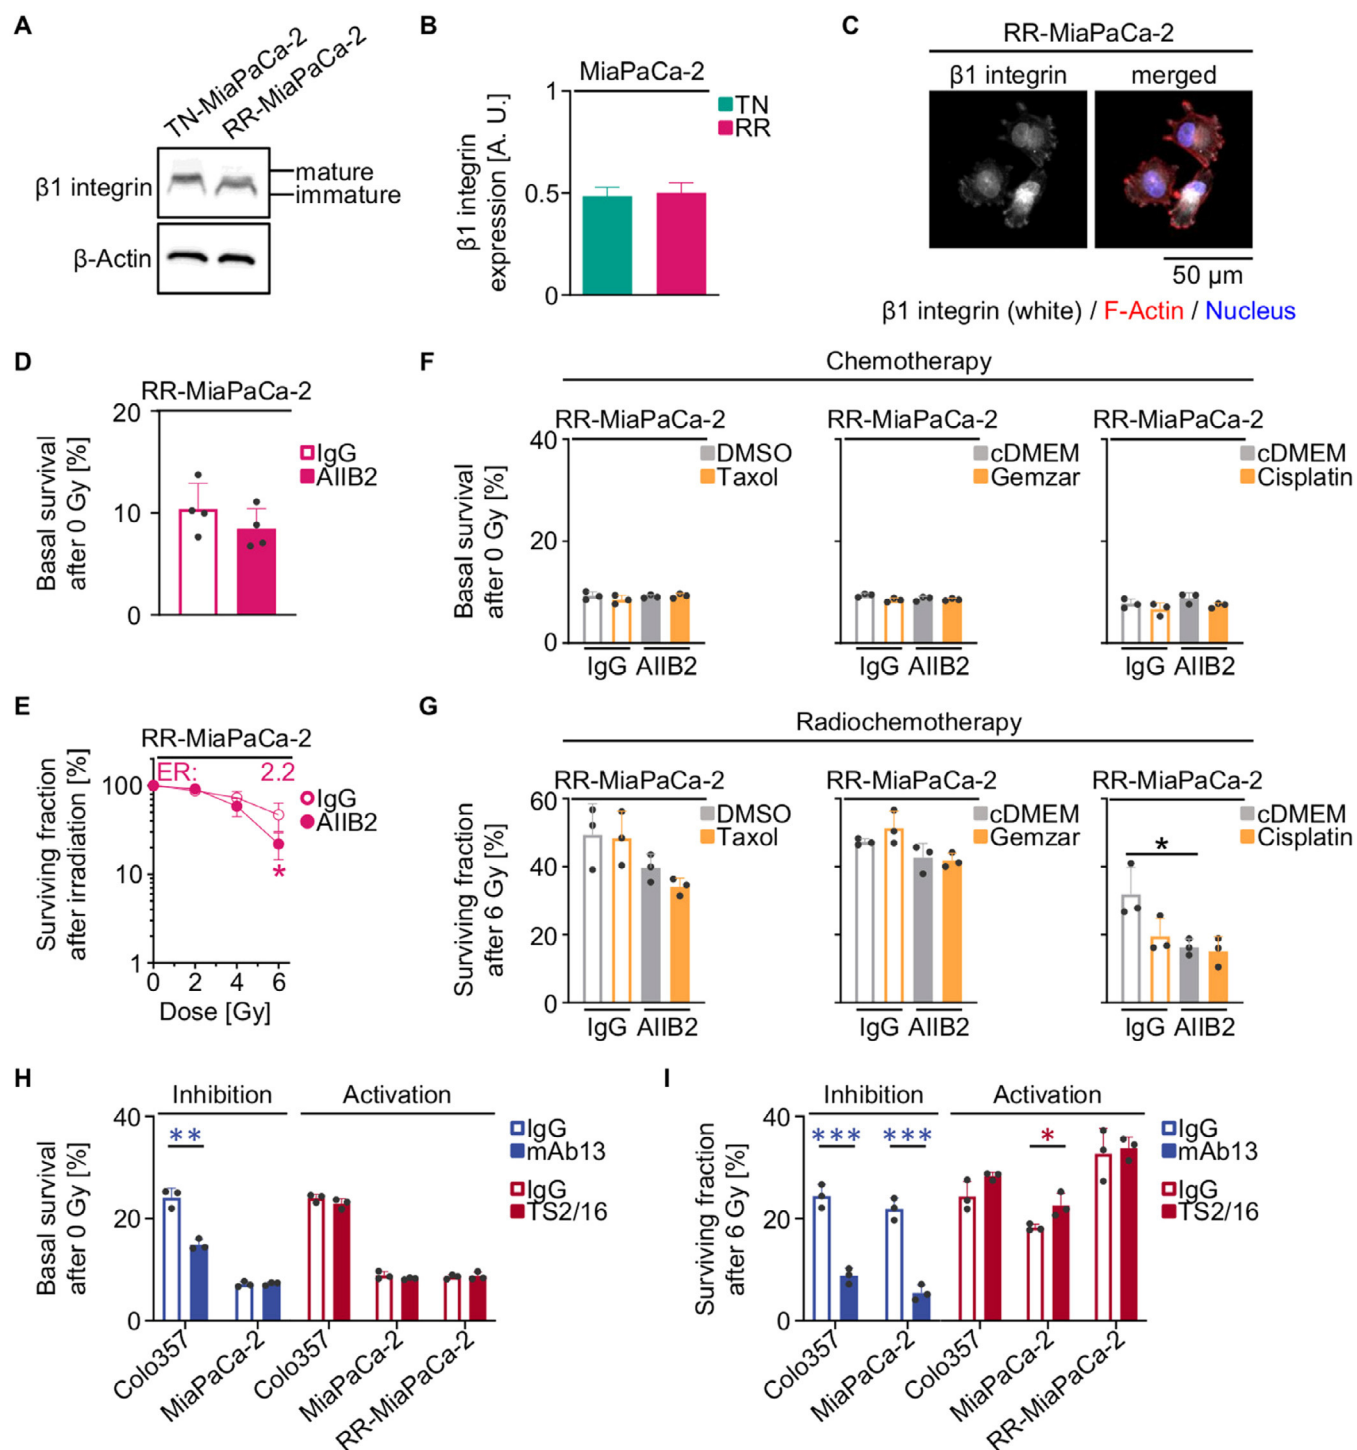 A
TN-MiaPaCa-2
RR-MiaPaCa-2
β1 integrin
mature
immature
β-Actin
B
MiaPaCa-2
β1 integrin
expression [A. U.]
1
0.5
0
TN
RR
C
RR-MiaPaCa-2
β1 integrin
merged
50 µm
β1 integrin (white) / F-Actin / Nucleus
D
RR-MiaPaCa-2
Basal survival
after 0 Gy [%]
20
10
0
IgG
AIIB2
E
RR-MiaPaCa-2
Surviving fraction
after irradiation [%]
100
10
1
ER: 2.2
IgG
AIIB2
*
0 2 4 6
Dose [Gy]
F
Chemotherapy
Basal survival
after 0 Gy [%]
40
20
0
RR-MiaPaCa-2
DMSO
Taxol
IgG AIIB2
RR-MiaPaCa-2
cDMEM
Gemzar
IgG AIIB2
RR-MiaPaCa-2
cDMEM
Cisplatin
IgG AIIB2
G
Radiochemotherapy
Surviving fraction
after 6 Gy [%]
60
40
20
0
RR-MiaPaCa-2
DMSO
Taxol
IgG AIIB2
RR-MiaPaCa-2
cDMEM
Gemzar
IgG AIIB2
RR-MiaPaCa-2
cDMEM
Cisplatin
*
IgG AIIB2
H
Inhibition Activation
Basal survival
after 0 Gy [%]
40
20
0
**
IgG
mAb13
IgG
TS2/16
Colo357
MiaPaCa-2
Colo357
MiaPaCa-2
RR-MiaPaCa-2
I
Inhibition Activation
Surviving fraction
after 6 Gy [%]
40
20
0
*** *** *
IgG
mAb13
IgG
TS2/16
Colo357
MiaPaCa-2
Colo357
MiaPaCa-2
RR-MiaPaCa-2